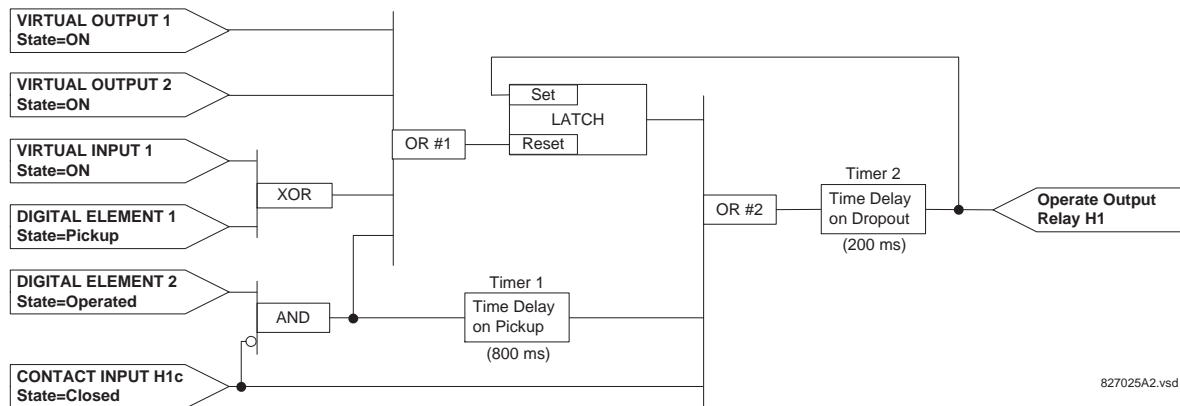 VIRTUAL OUTPUT 1
State=ON
VIRTUAL OUTPUT 2
State=ON
VIRTUAL INPUT 1
State=ON
DIGITAL ELEMENT 1
State=Pickup
DIGITAL ELEMENT 2
State=Operated
CONTACT INPUT H1c
State=Closed
XOR
AND
OR #1
Set
LATCH
Reset
Timer 1
Time Delay
on Pickup
(800 ms)
OR #2
Timer 2
Time Delay
on Dropout
(200 ms)
Operate Output
Relay H1
827025A2.vsd